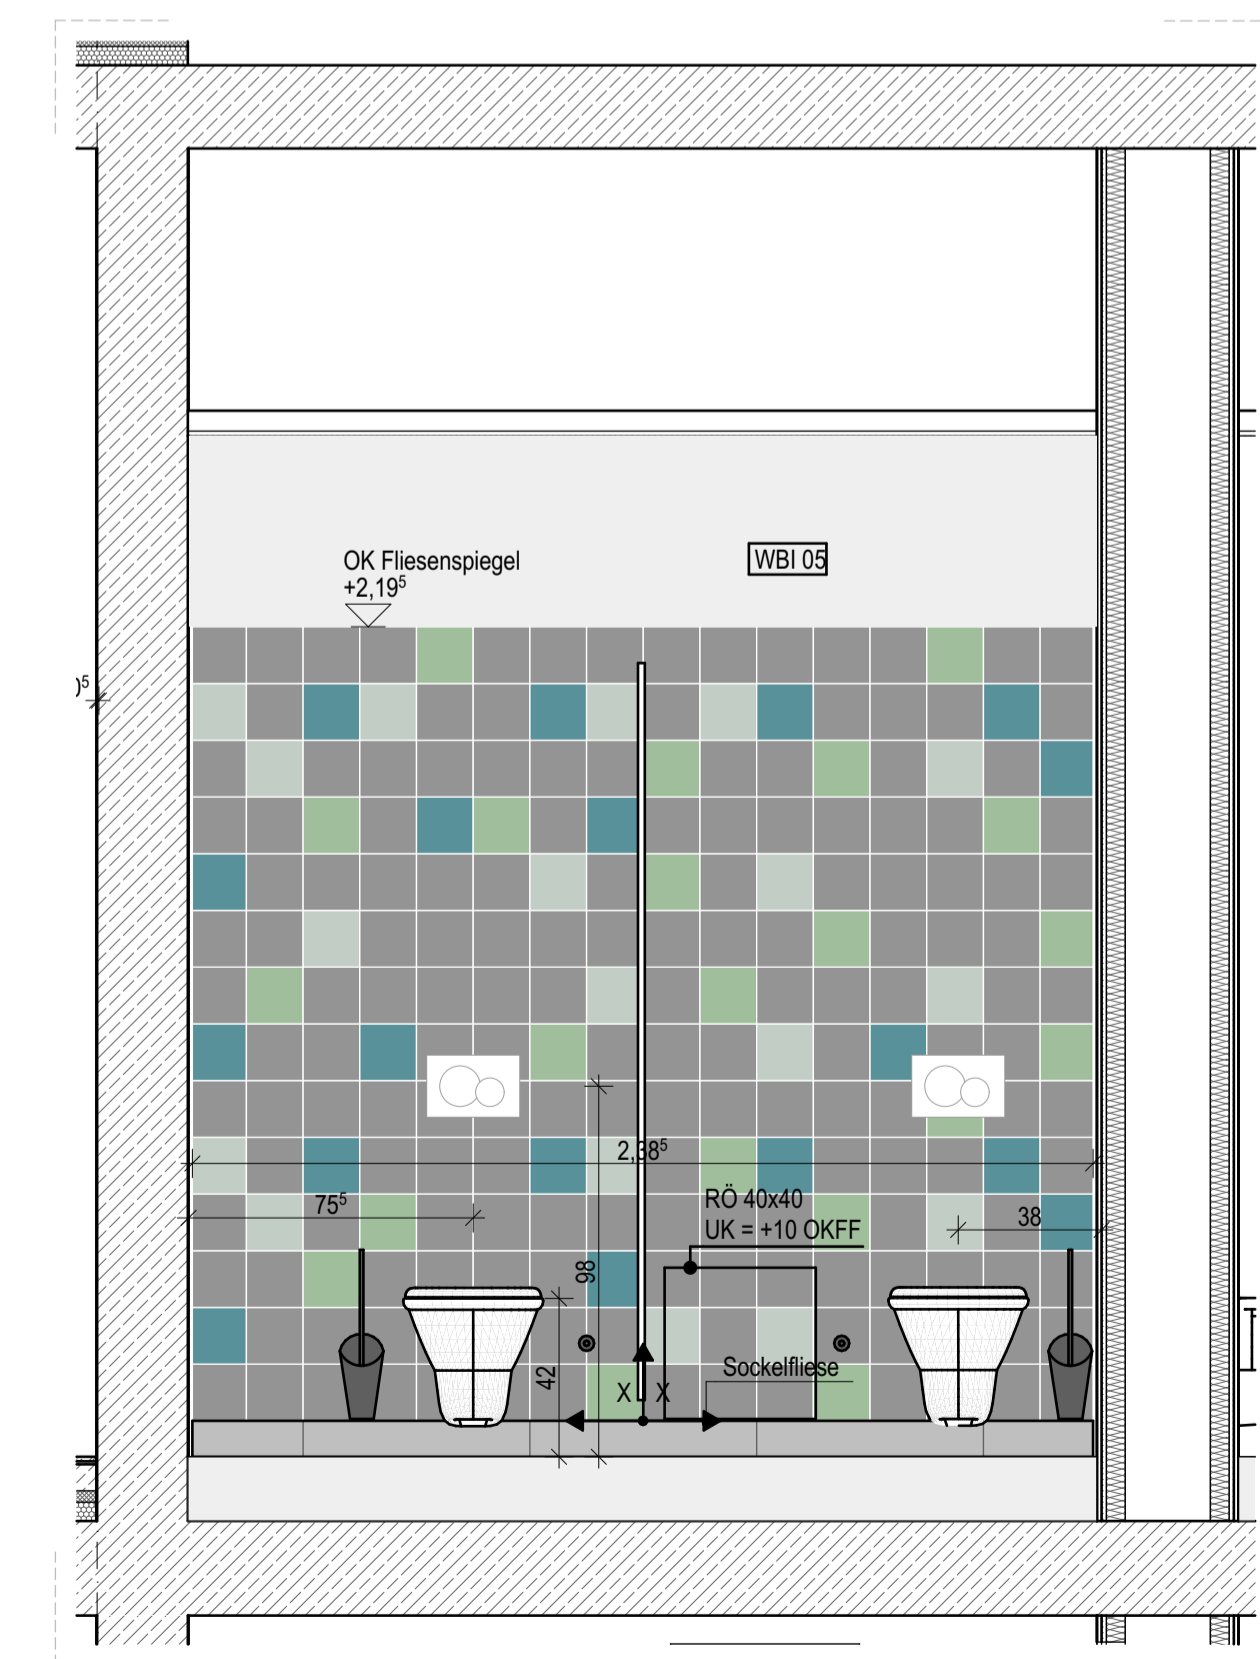 OK Fliesenspiegel
+2,19⁵
WBI 05
2,38⁵
75⁵
RÖ 40x40
UK = +10 OKFF
38
98
42
Sockelfliese
X X